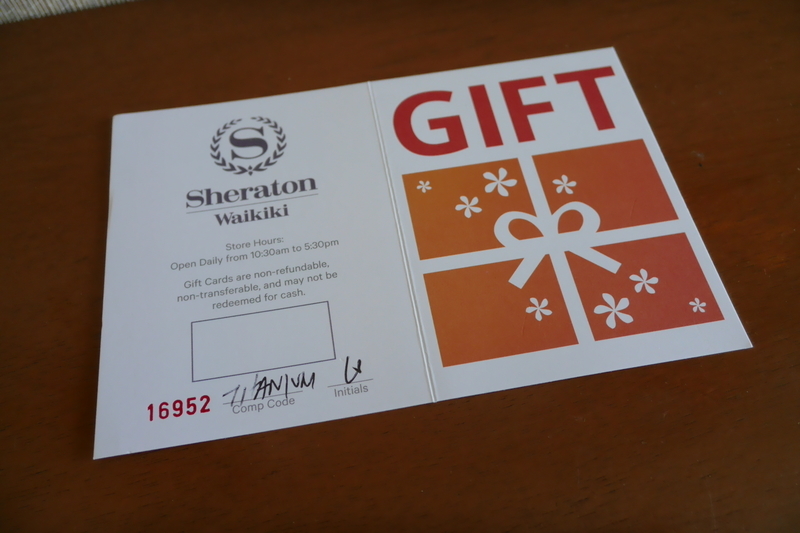 S
Sheraton
Waikiki
Store Hours:
Open Daily from 10:30am to 5:30pm
Gift Cards are non-refundable,
non-transferable, and may not be
redeemed for cash.
16952
TITANIUM
Comp Code
Initials
GIFT